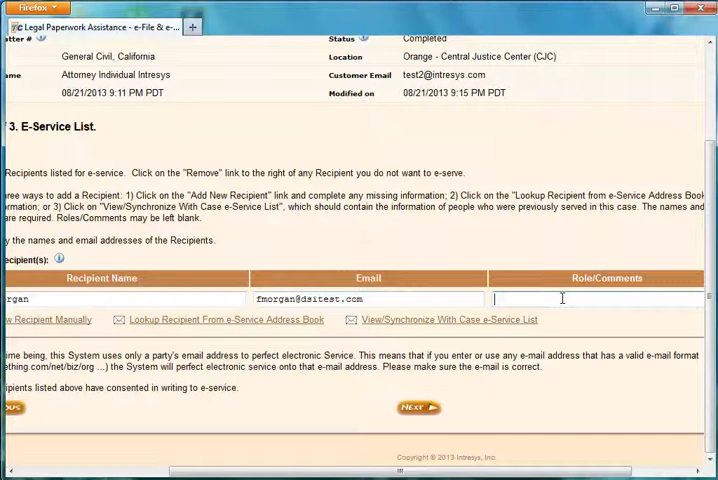 Firefox
Legal Paperwork Assistance - e-File & e-...
atter #
Status
Completed
General Civil, California
Location
Orange - Central Justice Center (CJC)
ame
Attorney Individual Intresys
Customer Email
test2@intresys.com
08/21/2013 9:11 PM PDT
Modified on
08/21/2013 9:15 PM PDT
3. E-Service List.
Recipients listed for e-service. Click on the "Remove" link to the right of any Recipient you do not want to e-serve.
hree ways to add a Recipient: 1) Click on the "Add New Recipient" link and complete any missing information; 2) Click on the "Lookup Recipient from e-Service Address Book
ormation; or 3) Click on "View/Synchronize With Case e-Service List", which should contain the information of people who were previously served in this case. The names and
are required. Roles/Comments may be left blank.
y the names and email addresses of the Recipients.
ecipient(s):
Recipient Name
Email
Role/Comments
organ
fmorgan@dsitest.com
w Recipient Manually
Lookup Recipient From e-Service Address Book
View/Synchronize With Case e-Service List
ime being, this System uses only a party's email address to perfect electronic Service. This means that if you enter or use any e-mail address that has a valid e-mail format
ething.com/net/biz/org ...) the System will perfect electronic service onto that e-mail address. Please make sure the e-mail is correct.
ipients listed above have consented in writing to e-service.
OUS
NEXT
Copyright © 2013 Intresys, Inc.